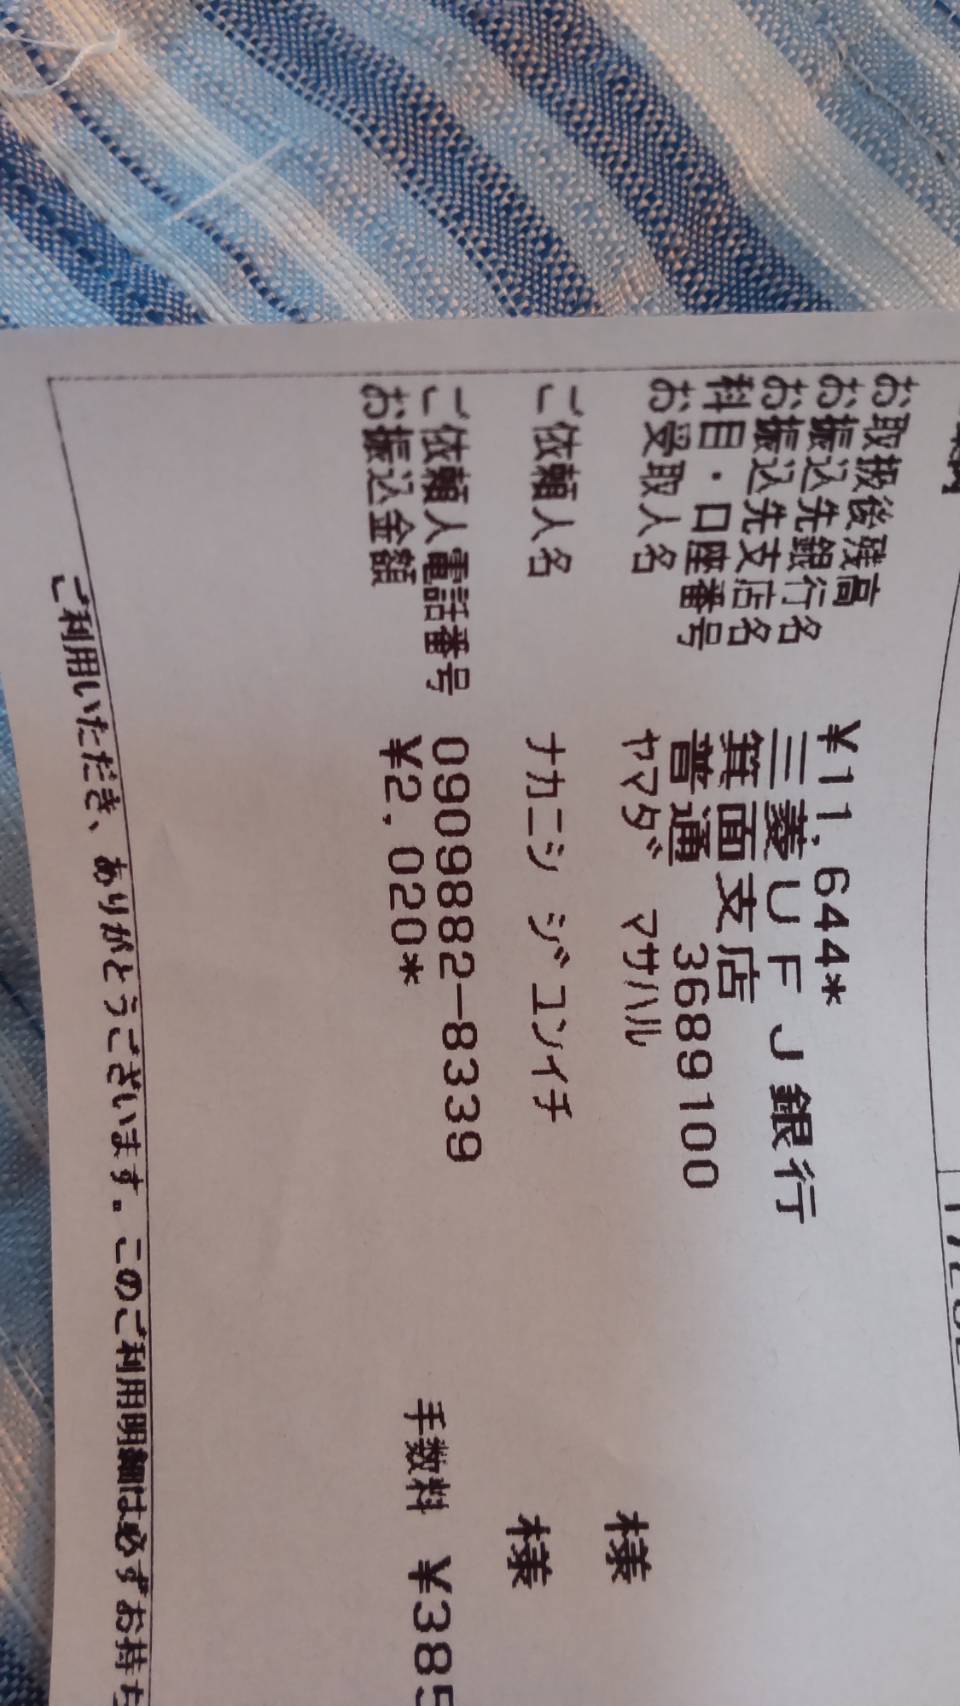 お取扱後残高 ¥11,644*
お振込先銀行名 三菱UFJ銀行
お振込先支店名 箕面支店
科目・口座番号 普通 3689100
お受取人名 ヤマダ マサハル 様
ご依頼人名 ナカニシ ジユンイチ 様
ご依頼人電話番号 0909882-8339
お振込金額 ¥2,020* 手数料 ¥385
ご利用いただき、ありがとうございます。このご利用明細は必ずお持ち